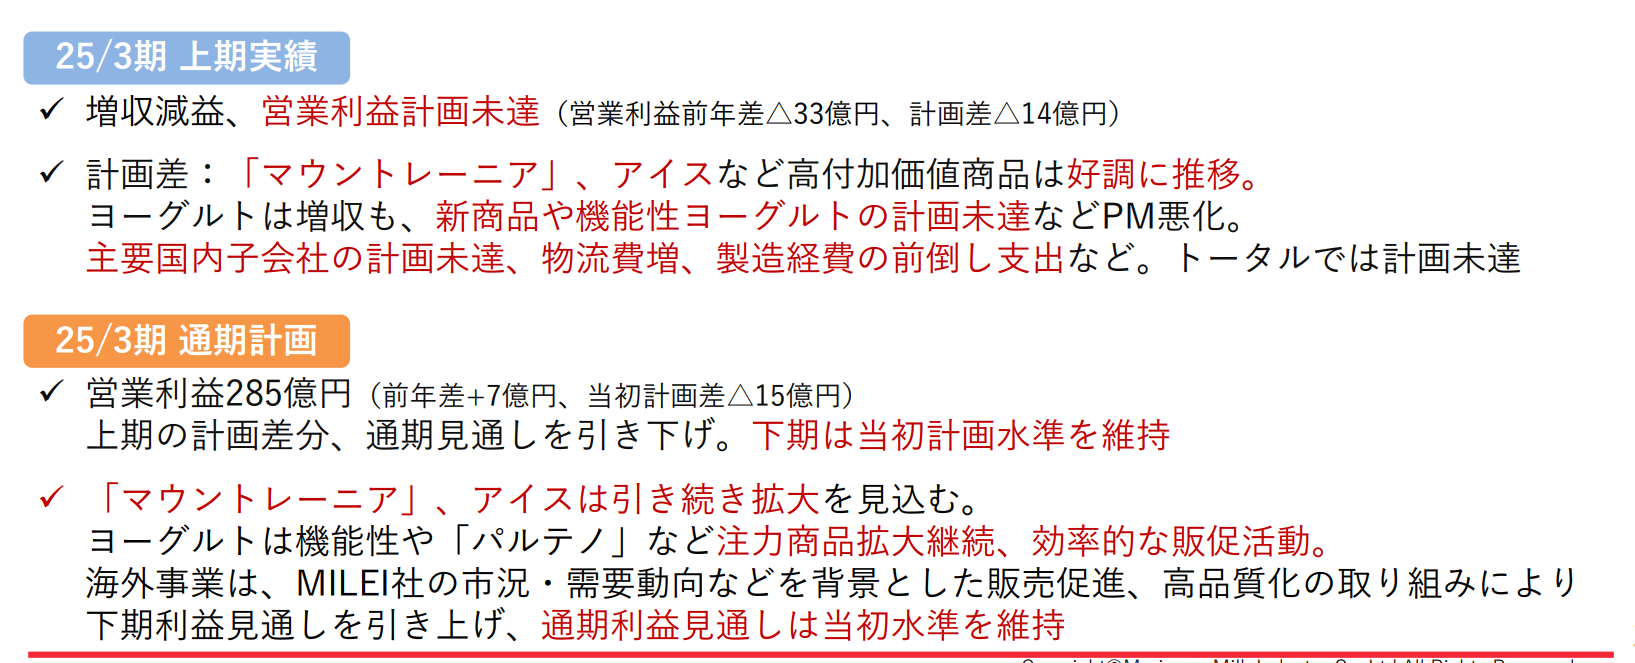 25/3期 上期実績
✓ 増収減益、営業利益計画未達（営業利益前年差△33億円、計画差△14億円）
✓ 計画差：「マウントレーニア」、アイスなど高付加価値商品は好調に推移。
ヨーグルトは増収も、新商品や機能性ヨーグルトの計画未達などPM悪化。
主要国内子会社の計画未達、物流費増、製造経費の前倒し支出など。トータルでは計画未達
25/3期 通期計画
✓ 営業利益285億円（前年差+7億円、当初計画差△15億円）
上期の計画差分、通期見通しを引き下げ。下期は当初計画水準を維持
✓ 「マウントレーニア」、アイスは引き続き拡大を見込む。
ヨーグルトは機能性や「パルテノ」など注力商品拡大継続、効率的な販促活動。
海外事業は、MILEI社の市況・需要動向などを背景とした販売促進、高品質化の取り組みにより
下期利益見通しを引き上げ、通期利益見通しは当初水準を維持